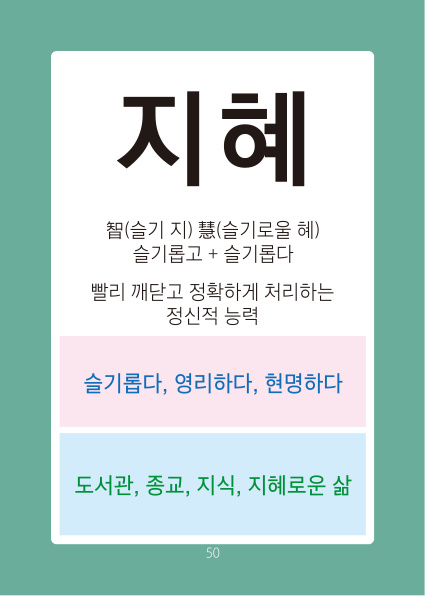 지혜
智(슬기 지) 慧(슬기로울 혜)
슬기롭고 + 슬기롭다
빨리 깨닫고 정확하게 처리하는
정신적 능력
슬기롭다, 영리하다, 현명하다
도서관, 종교, 지식, 지혜로운 삶
50